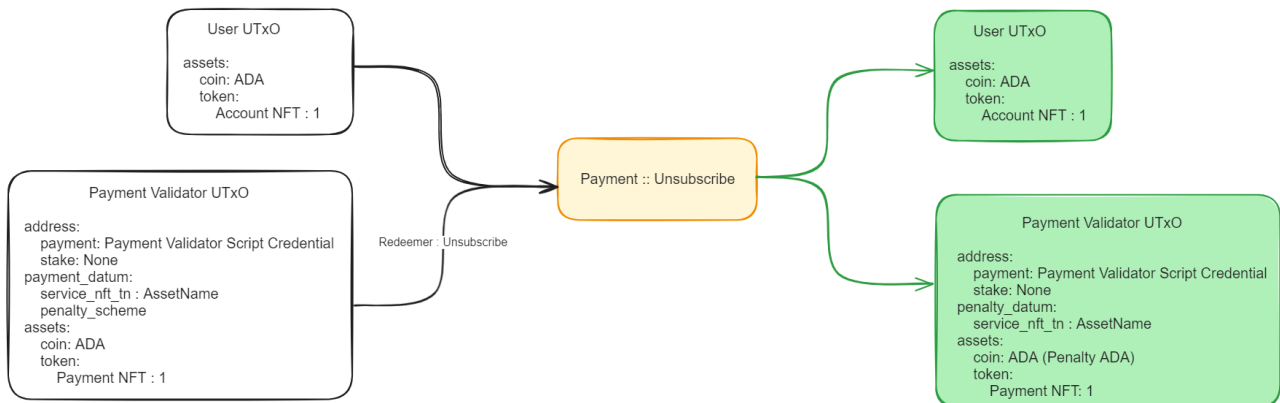 User UTxO
assets:
coin: ADA
token:
Account NFT : 1
Payment Validator UTxO
address:
payment: Payment Validator Script Credential
stake: None
payment_datum:
service_nft_tn : AssetName
penalty_scheme
assets:
coin: ADA
token:
Payment NFT : 1
Redeemer : Unsubscribe
Payment :: Unsubscribe
User UTxO
assets:
coin: ADA
token:
Account NFT : 1
Payment Validator UTxO
address:
payment: Payment Validator Script Credential
stake: None
penalty_datum:
service_nft_tn : AssetName
assets:
coin: ADA (Penalty ADA)
token:
Payment NFT: 1